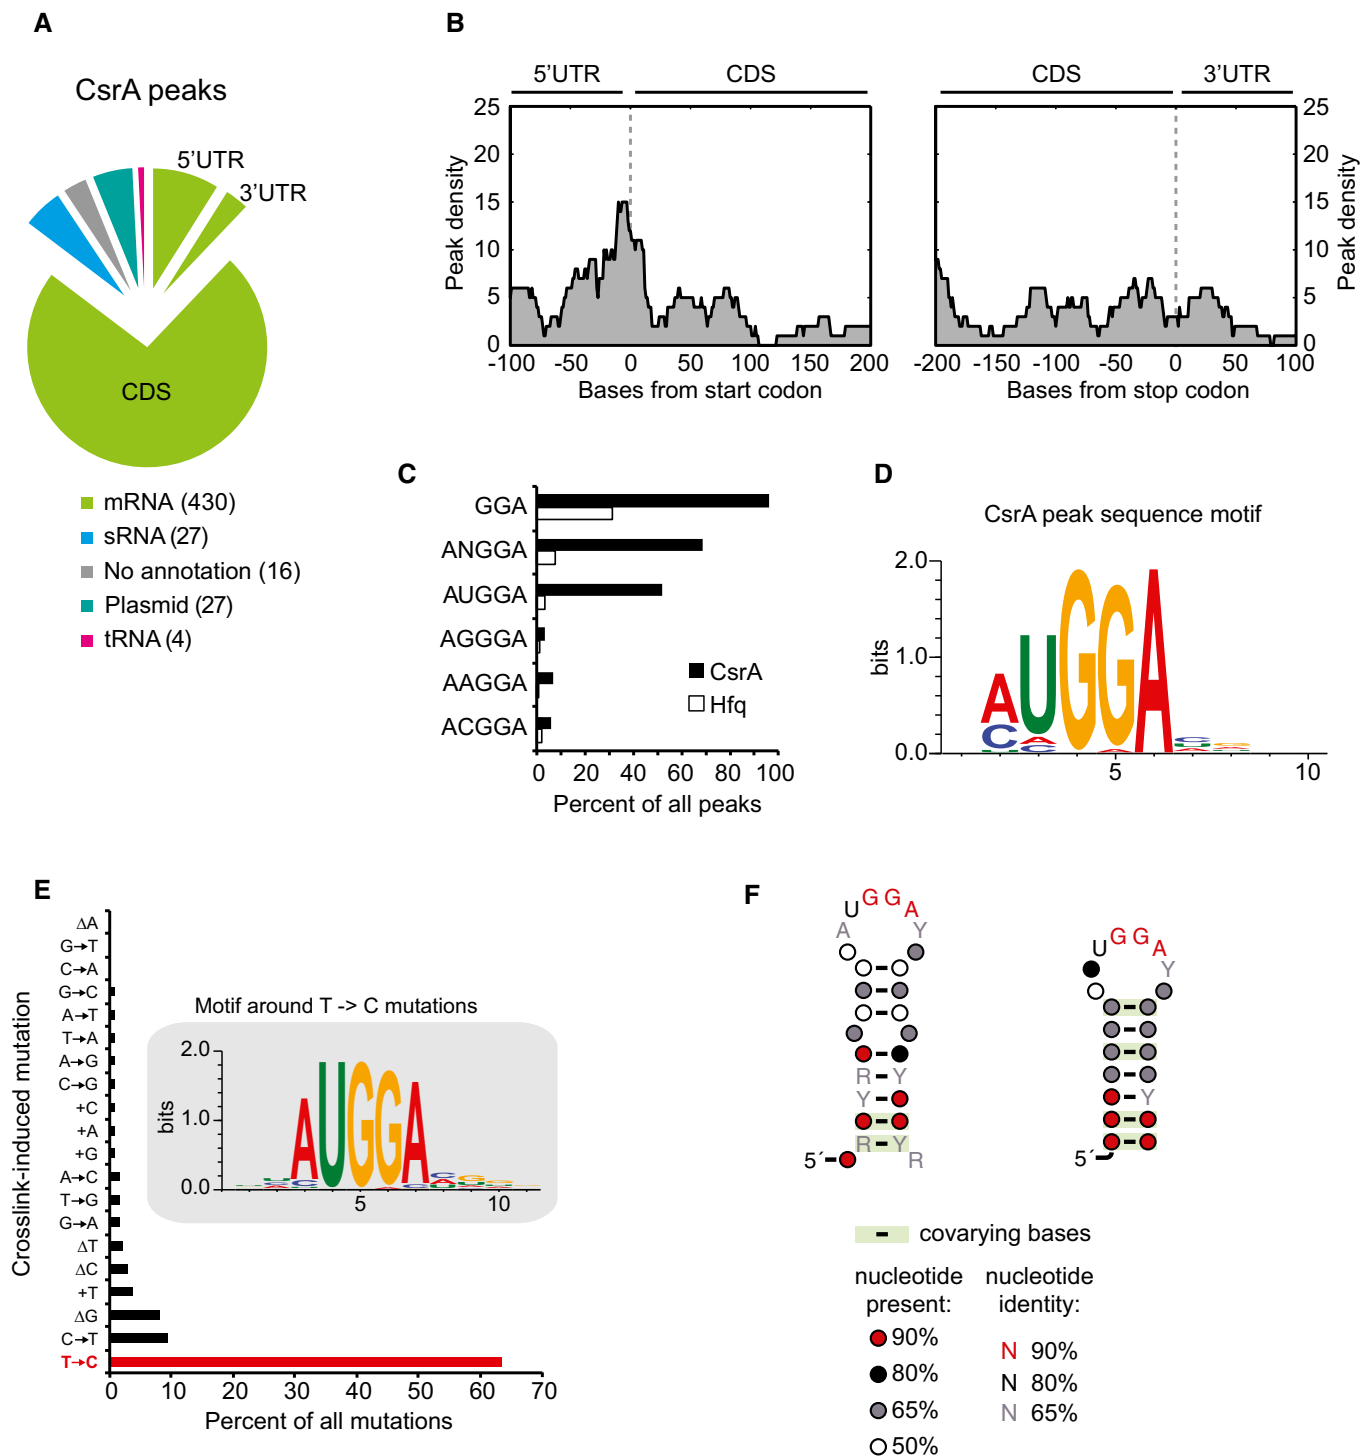 A
CsrA peaks
5'UTR
3'UTR
CDS
mRNA (430)
sRNA (27)
No annotation (16)
Plasmid (27)
tRNA (4)
B
5'UTR CDS
CDS 3'UTR
25
20
15
10
5
0
Peak density
-100 -50 0 50 100 150 200
Bases from start codon
-200 -150 -100 -50 0 50 100
Bases from stop codon
25
20
15
10
5
0
Peak density
C
GGA
ANGGA
AUGGA
AGGGA
AAGGA
ACGGA
CsrA
Hfq
0 20 40 60 80 100
Percent of all peaks
D
CsrA peak sequence motif
2.0
1.0
0.0
bits
AUGGA
5 10
E
Crosslink-induced mutation
ΔA
G→T
C→A
G→C
A→T
T→A
A→G
C→G
+C
+A
+G
A→C
T→G
G→A
ΔT
ΔC
+T
ΔG
C→T
T→C
0 10 20 30 40 50 60 70
Percent of all mutations
Motif around T -> C mutations
2.0
1.0
0.0
bits
AUGGA
5 10
F
A U G G A Y
R - Y
Y
R - Y
R
5´
U G G A Y
Y
5´
covarying bases
nucleotide present:
90%
80%
65%
50%
nucleotide identity:
N 90%
N 80%
N 65%